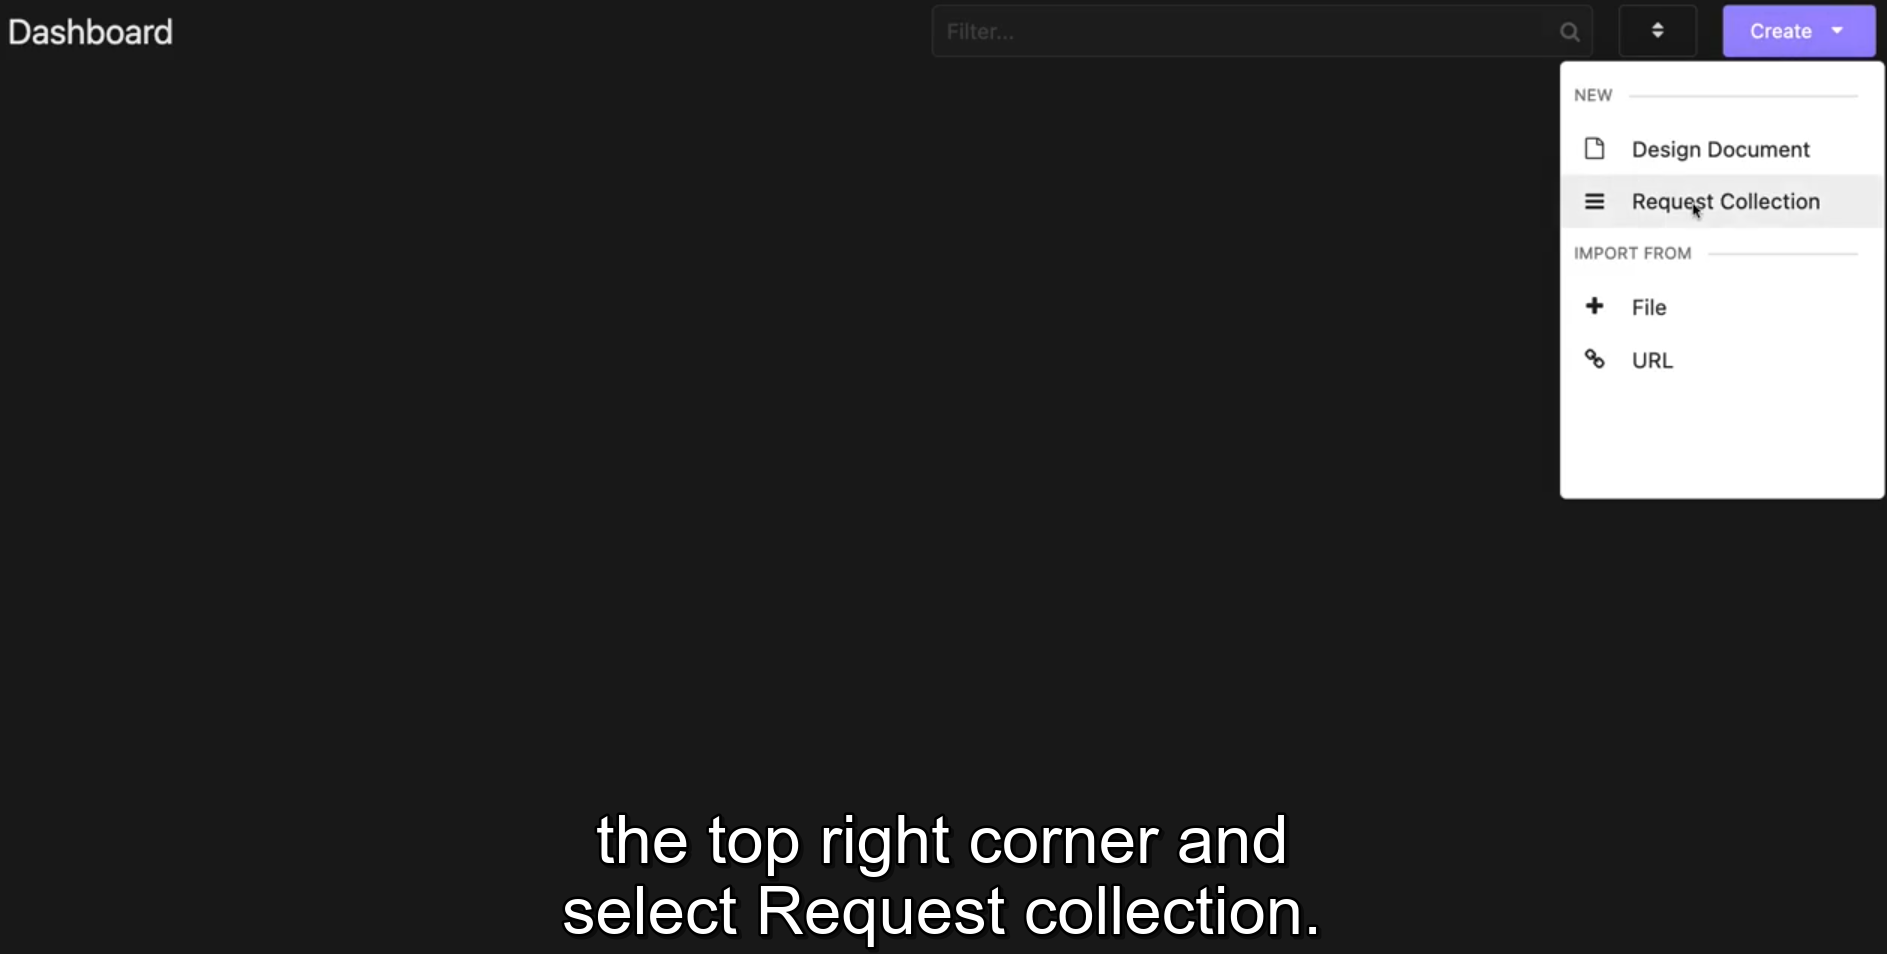 Dashboard
Filter...
Create
NEW
Design Document
Request Collection
IMPORT FROM
File
URL
the top right corner and
select Request collection.